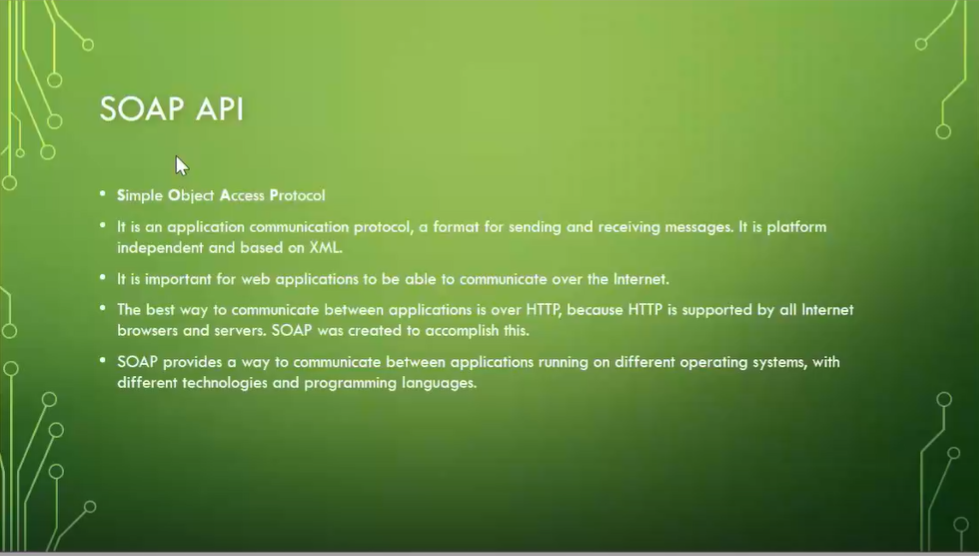 SOAP API
• Simple Object Access Protocol
• It is an application communication protocol, a format for sending and receiving messages. It is platform
independent and based on XML.
• It is important for web applications to be able to communicate over the Internet.
• The best way to communicate between applications is over HTTP, because HTTP is supported by all Internet
browsers and servers. SOAP was created to accomplish this.
• SOAP provides a way to communicate between applications running on different operating systems, with
different technologies and programming languages.